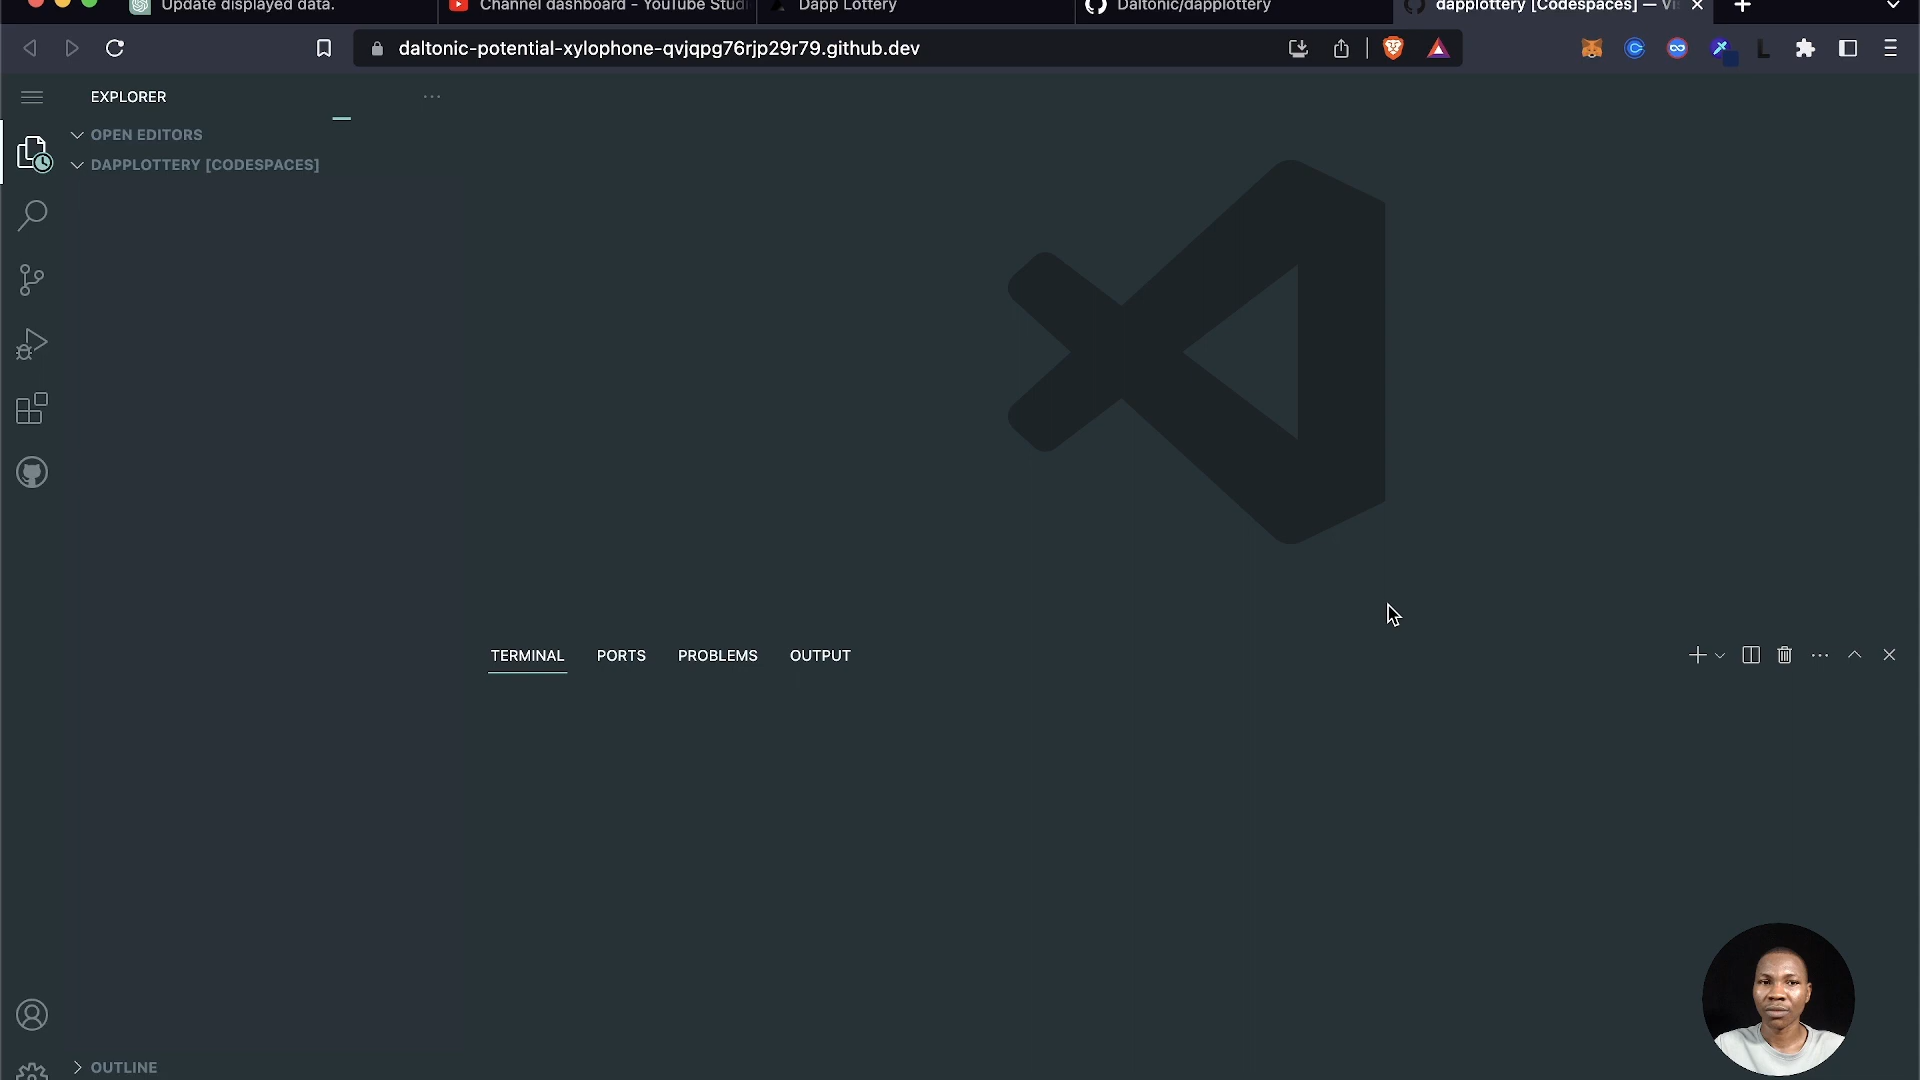 Update displayed data.
Channel dashboard - YouTube Studi
Dapp Lottery
Daltonic/dapplottery
dapplottery [Codespaces] — Vi
daltonic-potential-xylophone-qvjqpg76rjp29r79.github.dev
EXPLORER
OPEN EDITORS
DAPPLOTTERY [CODESPACES]
TERMINAL
PORTS
PROBLEMS
OUTPUT
OUTLINE